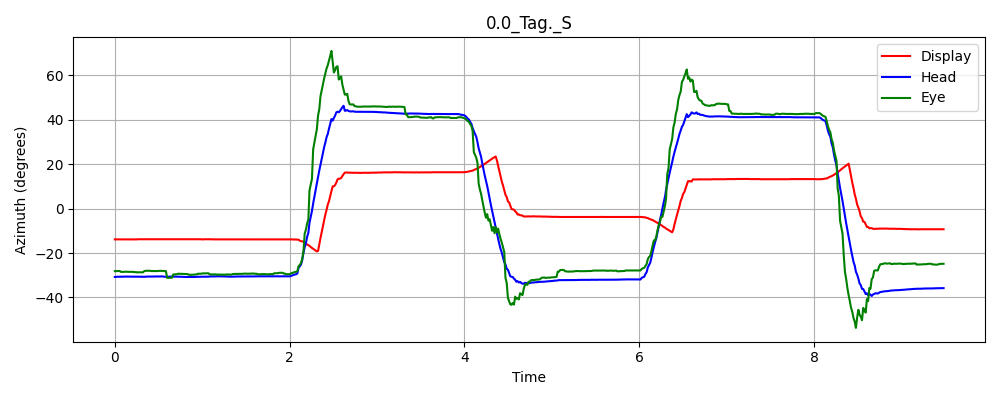 0.0_Tag._S
Display
Head
Eye
Azimuth (degrees)
60
40
20
0
−20
−40
0 2 4 6 8
Time